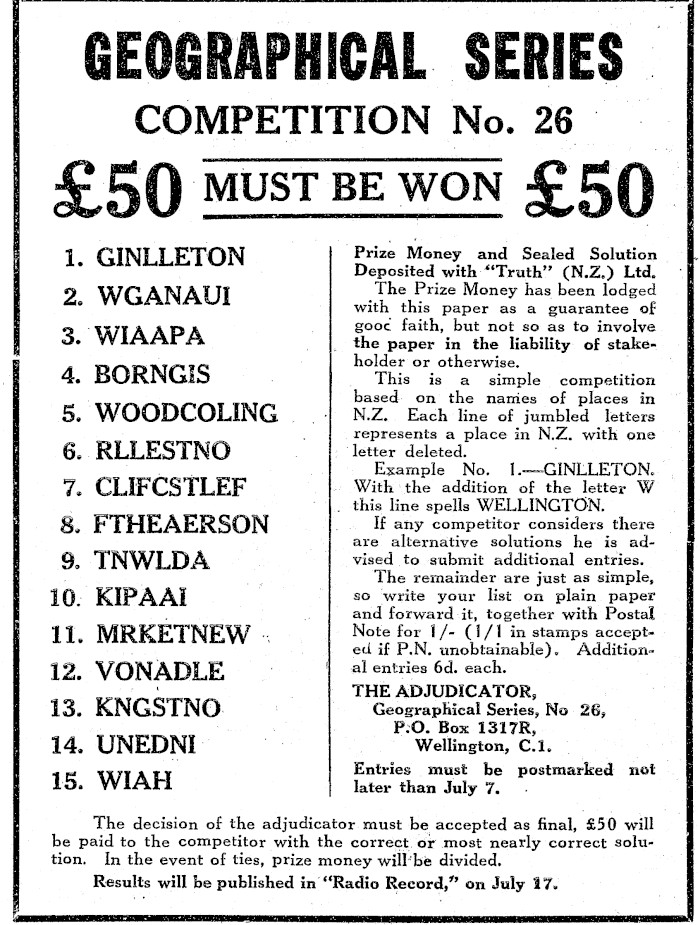 GEOGRAPHICAL SERIES
COMPETITION No. 26
£50 MUST BE WON £50
1. GINLLETON
2. WGANAUI
3. WIAAPA
4. BORNGIS
5. WOODCOLING
6. RLLESTNO
7. CLIFCSTLEF
8. FTHEAERSON
9. TNWLDA
10. KIPAAI
11. MRKETNEW
12. VONADLE
13. KNGSTNO
14. UNEDNI
15. WIAH
Prize Money and Sealed Solution
Deposited with "Truth" (N.Z.) Ltd.
The Prize Money has been lodged
with this paper as a guarantee of
good faith, but not so as to involve
the paper in the liability of stake-
holder or otherwise.
This is a simple competition
based on the names of places in
N.Z. Each line of jumbled letters
represents a place in N.Z. with one
letter deleted.
Example No. 1.—GINLLETON.
With the addition of the letter W
this line spells WELLINGTON.
If any competitor considers there
are alternative solutions he is ad-
vised to submit additional entries.
The remainder are just as simple,
so write your list on plain paper
and forward it, together with Postal
Note for 1/- (1/1 in stamps accept-
ed if P.N. unobtainable). Addition-
al entries 6d. each.
THE ADJUDICATOR,
Geographical Series, No 26,
P.O. Box 1317R,
Wellington, C.1.
Entries must be postmarked not
later than July 7.
The decision of the adjudicator must be accepted as final, £50 will
be paid to the competitor with the correct or most nearly correct solu-
tion. In the event of ties, prize money will be divided.
Results will be published in "Radio Record," on July 17.